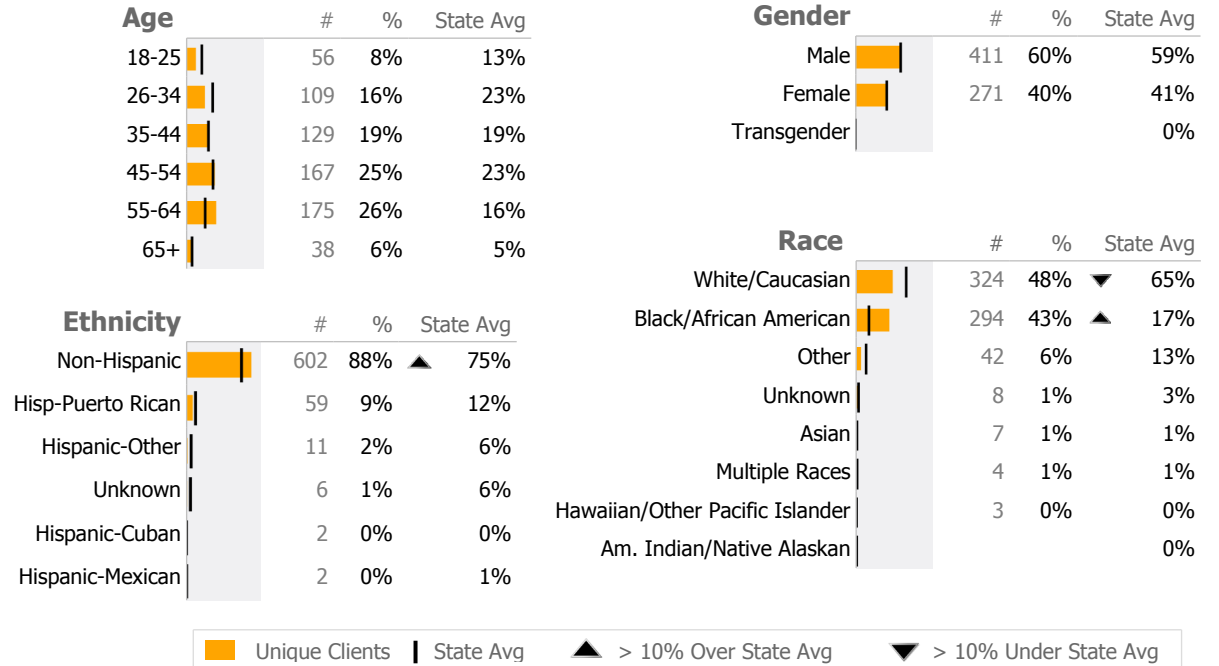 Age # % State Avg
18-25 56 8% 13%
26-34 109 16% 23%
35-44 129 19% 19%
45-54 167 25% 23%
55-64 175 26% 16%
65+ 38 6% 5%
Ethnicity # % State Avg
Non-Hispanic 602 88% ▲ 75%
Hisp-Puerto Rican 59 9% 12%
Hispanic-Other 11 2% 6%
Unknown 6 1% 6%
Hispanic-Cuban 2 0% 0%
Hispanic-Mexican 2 0% 1%
Gender # % State Avg
Male 411 60% 59%
Female 271 40% 41%
Transgender 0%
Race # % State Avg
White/Caucasian 324 48% ▼ 65%
Black/African American 294 43% ▲ 17%
Other 42 6% 13%
Unknown 8 1% 3%
Asian 7 1% 1%
Multiple Races 4 1% 1%
Hawaiian/Other Pacific Islander 3 0% 0%
Am. Indian/Native Alaskan 0%
Unique Clients | State Avg ▲ > 10% Over State Avg ▼ > 10% Under State Avg